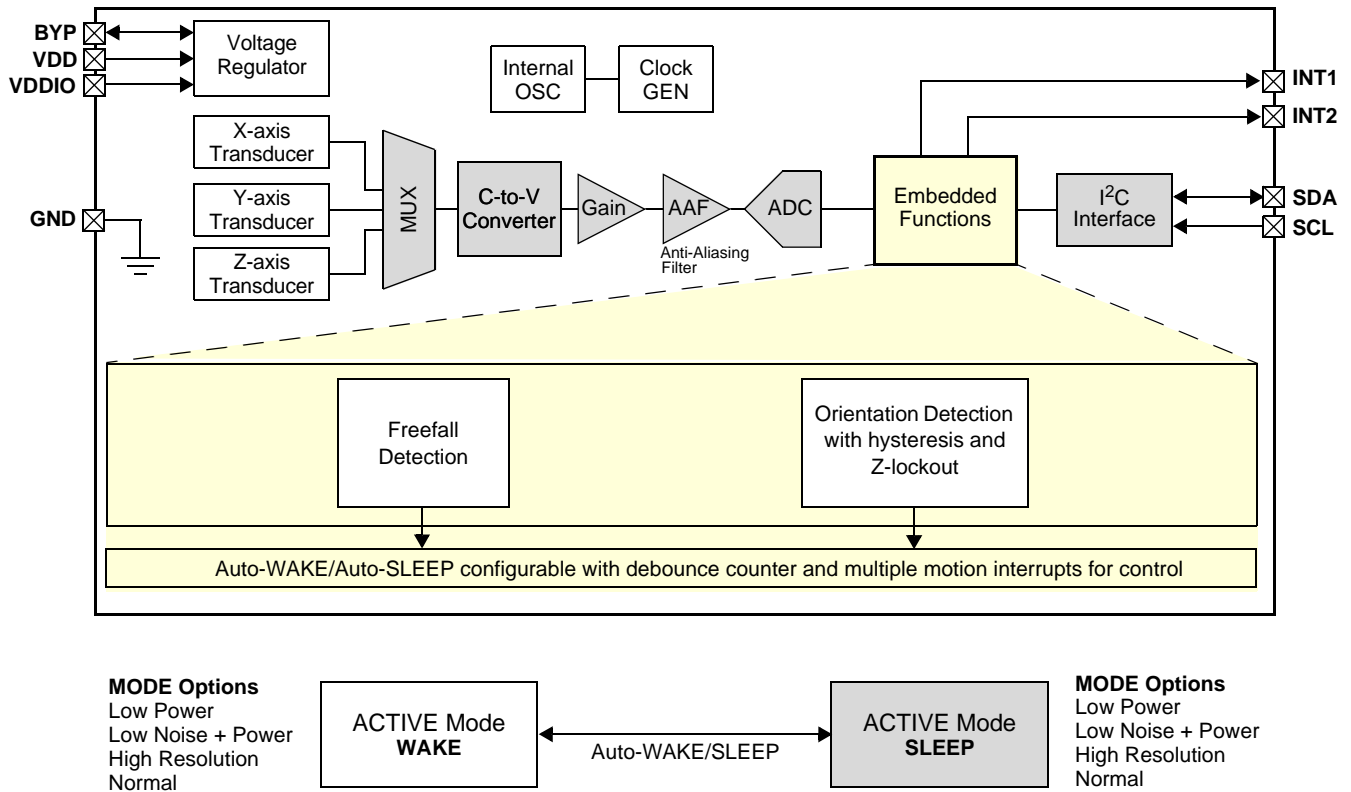 BYP
VDD
VDDIO
GND
Voltage
Regulator
Internal
OSC
Clock
GEN
INT1
INT2
X-axis
Transducer
Y-axis
Transducer
Z-axis
Transducer
MUX
C-to-V
Converter
Gain
AAF
Anti-Aliasing
Filter
ADC
Embedded
Functions
I²C
Interface
SDA
SCL
Freefall
Detection
Orientation Detection
with hysteresis and
Z-lockout
Auto-WAKE/Auto-SLEEP configurable with debounce counter and multiple motion interrupts for control
MODE Options
Low Power
Low Noise + Power
High Resolution
Normal
ACTIVE Mode
WAKE
Auto-WAKE/SLEEP
ACTIVE Mode
SLEEP
MODE Options
Low Power
Low Noise + Power
High Resolution
Normal